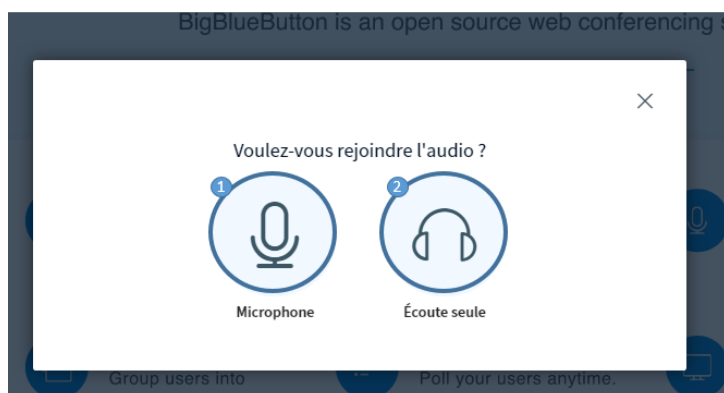 BigBlueButton is an open source web conferencing
Voulez-vous rejoindre l'audio ?
1
2
Microphone
Écoute seule
Group users into
Poll your users anytime.